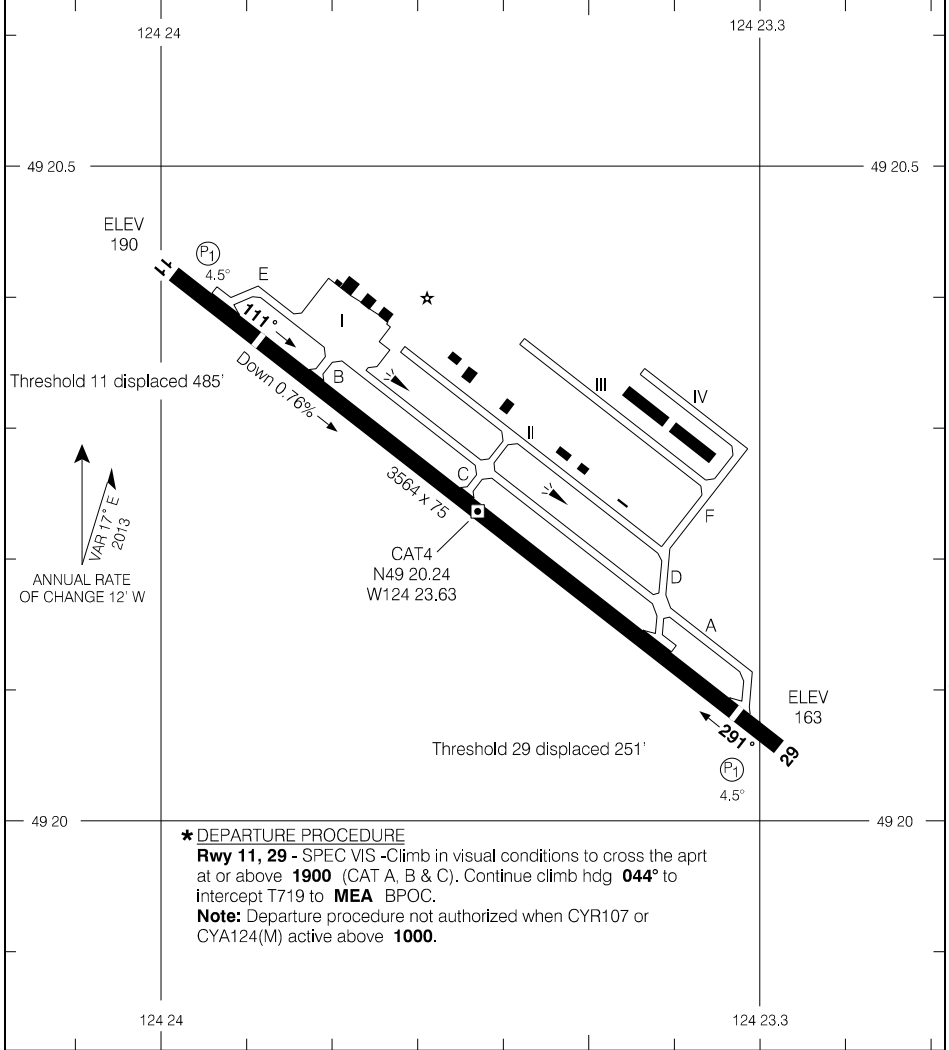 124 24
124 23.3
49 20.5
49 20.5
ELEV
190
P1
4.5°
11
E
I
111°
Threshold 11 displaced 485'
Down 0.76%
B
III
IV
II
3564 x 75
C
F
VAR 17° E
2013
ANNUAL RATE
OF CHANGE 12' W
CAT4
N49 20.24
W124 23.63
D
A
ELEV
163
291°
29
Threshold 29 displaced 251'
P1
4.5°
49 20
49 20
* DEPARTURE PROCEDURE
Rwy 11, 29 - SPEC VIS -Climb in visual conditions to cross the aprt
at or above 1900 (CAT A, B & C). Continue climb hdg 044° to
intercept T719 to MEA BPOC.
Note: Departure procedure not authorized when CYR107 or
CYA124(M) active above 1000.
124 24
124 23.3